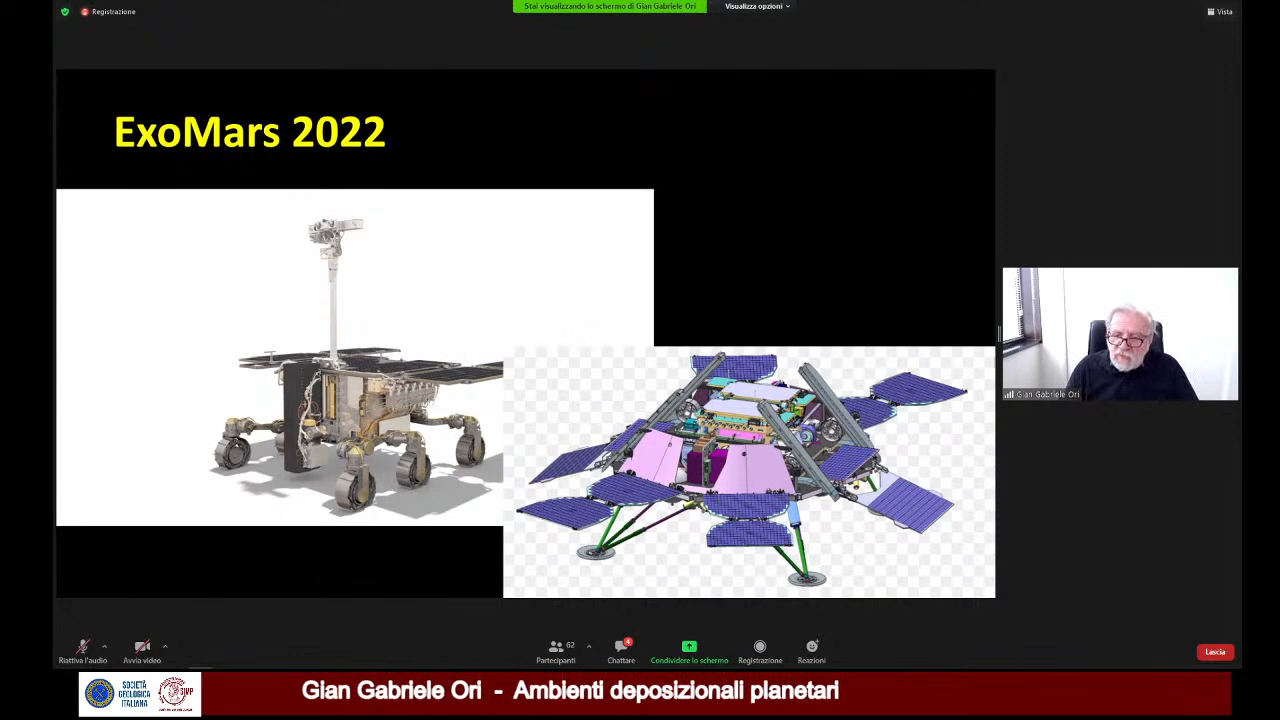 Registrazione
Stai visualizzando lo schermo di Gian Gabriele Ori
Visualizza opzioni
Vista
ExoMars 2022
Gian Gabriele Ori
Riattiva l'audio
Avvia video
62
Partecipanti
4
Chattare
Condividere lo schermo
Registrazione
Reazioni
Lascia
SOCIETÀ
GEOLOGICA
ITALIANA
Gian Gabriele Ori - Ambienti deposizionali planetari